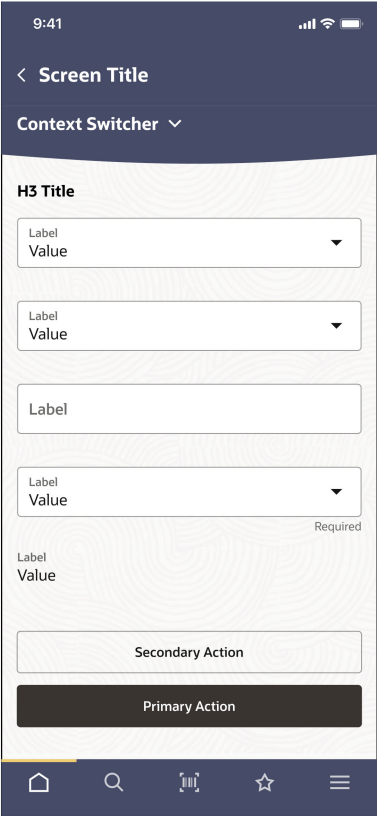 9:41
Screen Title
Context Switcher
H3 Title
Label
Value
Label
Value
Label
Label
Value
Required
Label
Value
Secondary Action
Primary Action